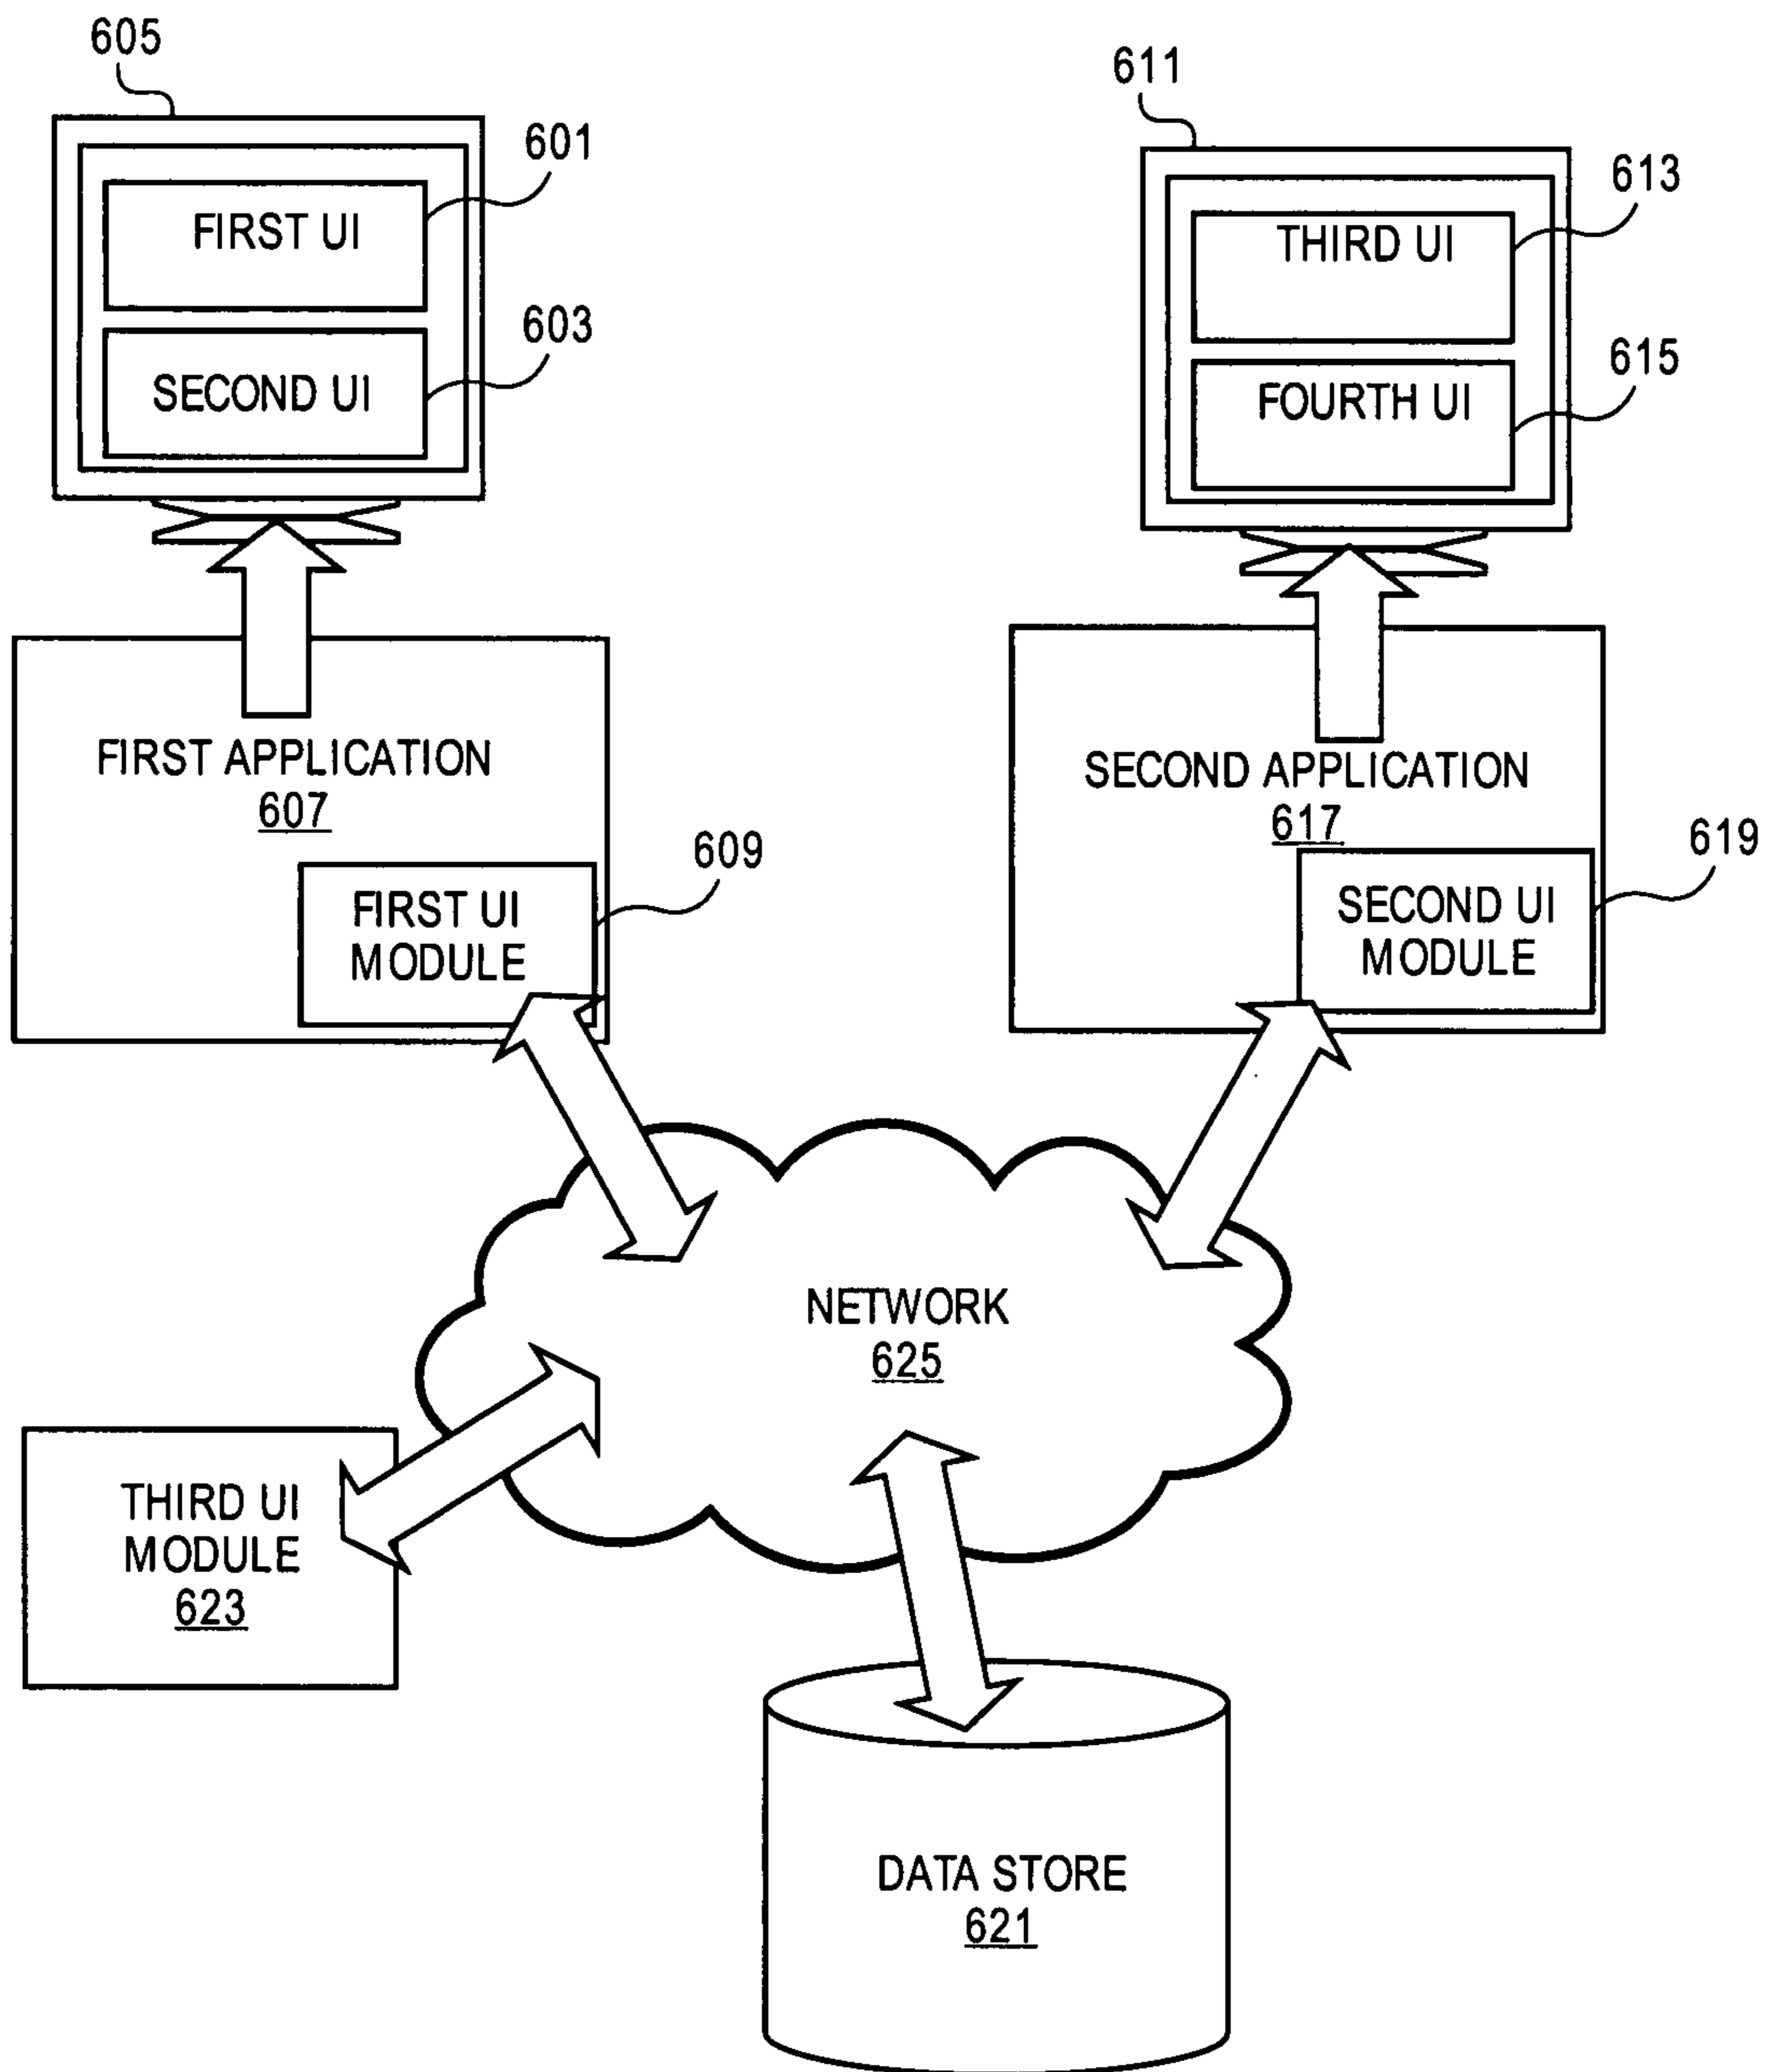 605
601
FIRST UI
603
SECOND UI
611
613
THIRD UI
615
FOURTH UI
FIRST APPLICATION
607
609
FIRST UI
MODULE
SECOND APPLICATION
617
619
SECOND UI
MODULE
NETWORK
625
THIRD UI
MODULE
623
DATA STORE
621